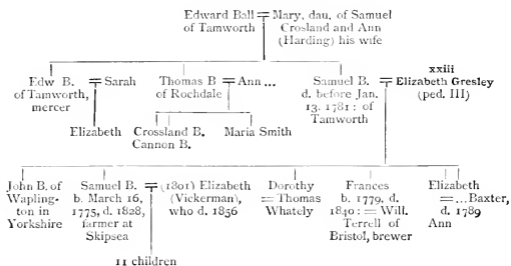 Edward Ball = Mary, dau. of Samuel
of Tamworth Crosland and Ann
(Harding) his wife
xxiii
Edw B. = Sarah Thomas B = Ann ... Samuel B. = Elizabeth Gresley
of Tamworth, of Rochdale d. before Jan. (ped. III)
mercer 13. 1781 : of
Tamworth
Elizabeth Crossland B. Maria Smith
Cannon B.
John B. of Samuel B. = (1801) Elizabeth Dorothy Frances Elizabeth
Wapling- b. March 16, (Vickerman), = Thomas b. 1779, d. = ... Baxter,
ton in 1775, d. 1828, who d. 1856 Whately 1840 : = Will. d. 1789
Yorkshire farmer at Terrell of Ann
Skipsea Bristol, brewer
11 children